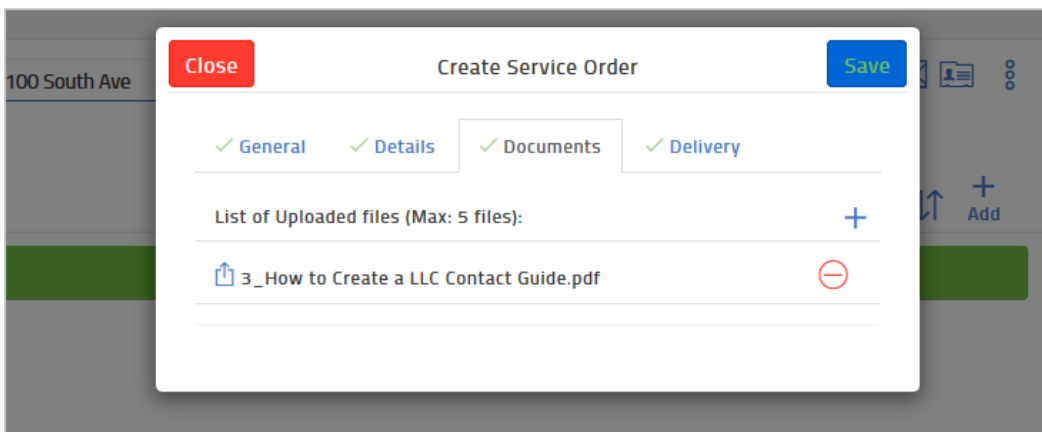 Close
Create Service Order
Save
100 South Ave
General
Details
Documents
Delivery
List of Uploaded files (Max: 5 files):
Add
3_How to Create a LLC Contact Guide.pdf